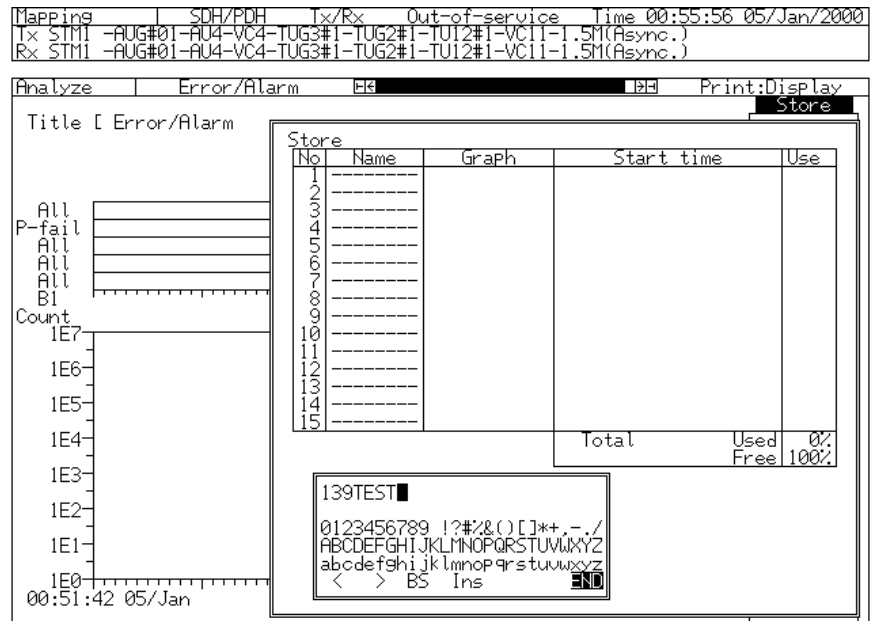 Mapping SDH/PDH Tx/Rx Out-of-service Time 00:55:56 05/Jan/2000
Tx STM1 -AUG#01-AU4-VC4-TUG3#1-TUG2#1-TU12#1-VC11-1.5M(Async.)
Rx STM1 -AUG#01-AU4-VC4-TUG3#1-TUG2#1-TU12#1-VC11-1.5M(Async.)
Analyze Error/Alarm Print:Display
Store
Title [ Error/Alarm
Store
No Name Graph Start time Use
1 --------
2 --------
3 --------
4 --------
5 --------
6 --------
7 --------
8 --------
9 --------
10 --------
11 --------
12 --------
13 --------
14 --------
15 --------
Total Used 0%
Free 100%
All
P-fail
All
All
All
B1
Count
1E7
1E6
1E5
1E4
1E3
1E2
1E1
1E0
00:51:42 05/Jan
139TEST
0123456789 !?#%&()[]*+,-./
ABCDEFGHIJKLMNOPQRSTUVWXYZ
abcdefghijklmnopqrstuvwxyz
< > BS Ins END